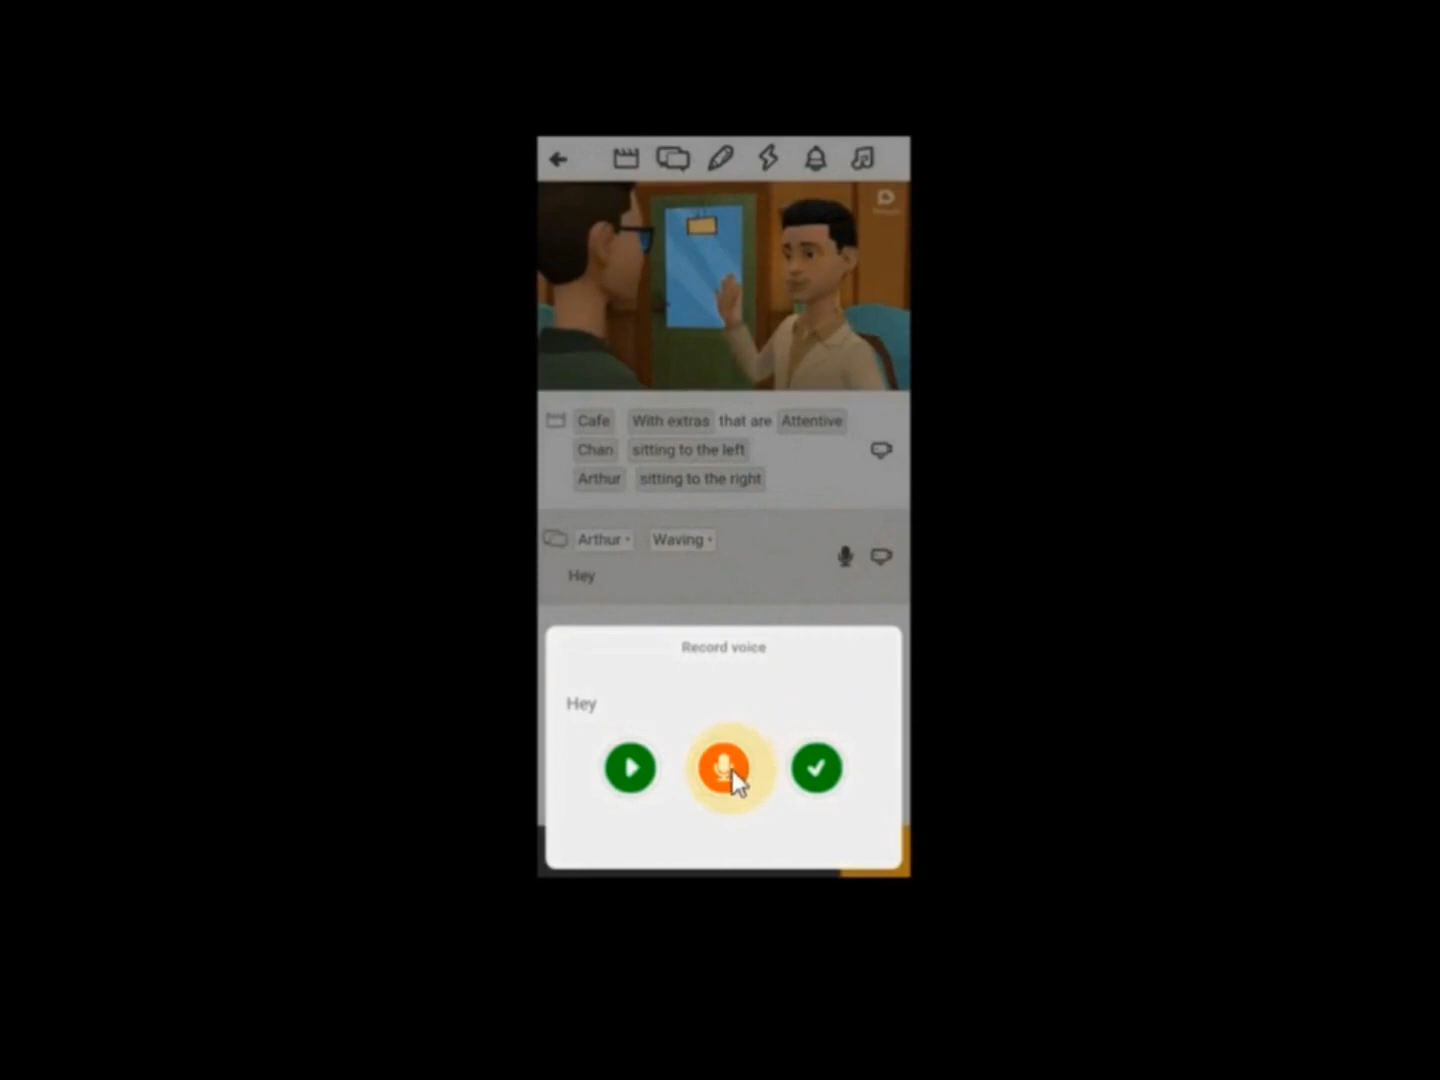 Cafe With extras that are Attentive
Chan sitting to the left
Arthur sitting to the right
Arthur Waving
Hey
Record voice
Hey